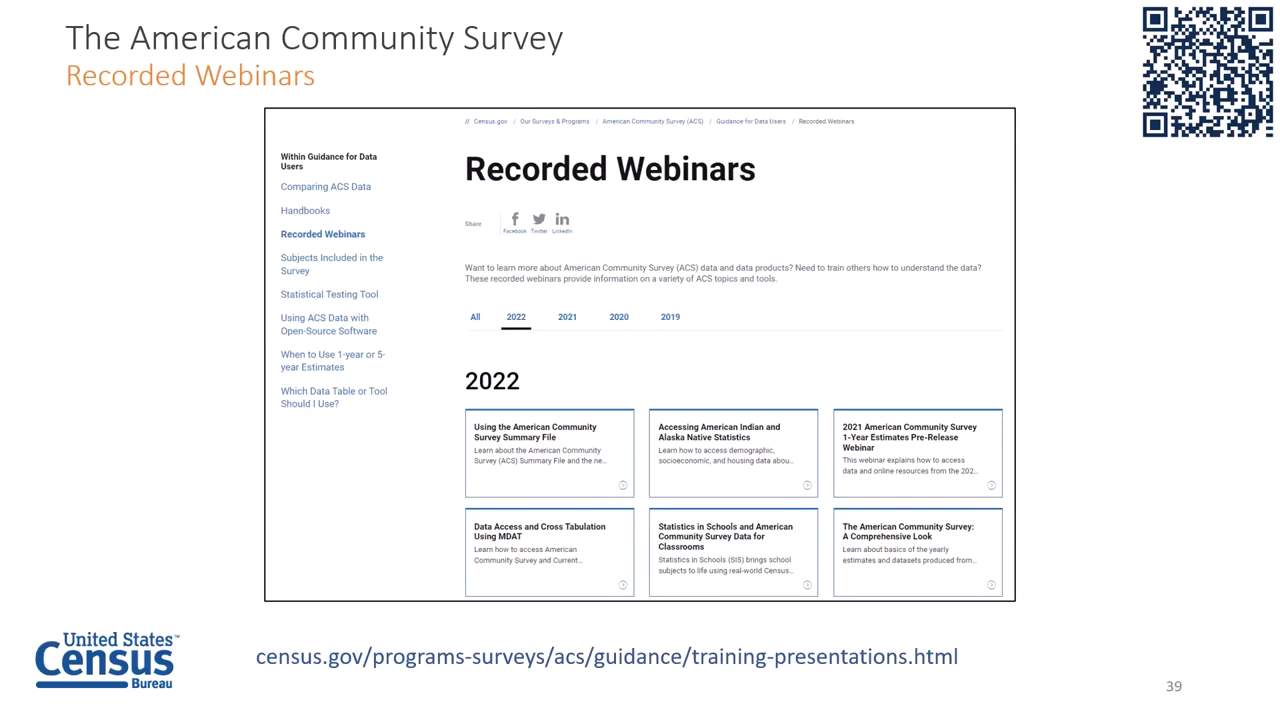 The American Community Survey
Recorded Webinars
// Census.gov / Our Surveys & Programs / American Community Survey (ACS) / Guidance for Data Users / Recorded Webinars
Within Guidance for Data
Users
Comparing ACS Data
Handbooks
Recorded Webinars
Subjects Included in the
Survey
Statistical Testing Tool
Using ACS Data with
Open-Source Software
When to Use 1-year or 5-
year Estimates
Which Data Table or Tool
Should I Use?
Recorded Webinars
Share
Facebook Twitter LinkedIn
Want to learn more about American Community Survey (ACS) data and data products? Need to train others how to understand the data?
These recorded webinars provide information on a variety of ACS topics and tools.
All 2022 2021 2020 2019
2022
Using the American Community
Survey Summary File
Learn about the American Community
Survey (ACS) Summary File and the ne...
Accessing American Indian and
Alaska Native Statistics
Learn how to access demographic,
socioeconomic, and housing data abou...
2021 American Community Survey
1-Year Estimates Pre-Release
Webinar
This webinar explains how to access
data and online resources from the 202...
Data Access and Cross Tabulation
Using MDAT
Learn how to access American
Community Survey and Current...
Statistics in Schools and American
Community Survey Data for
Classrooms
Statistics in Schools (SIS) brings school
subjects to life using real-world Census...
The American Community Survey:
A Comprehensive Look
Learn about basics of the yearly
estimates and datasets produced from...
United States™
Census
Bureau
census.gov/programs-surveys/acs/guidance/training-presentations.html
39